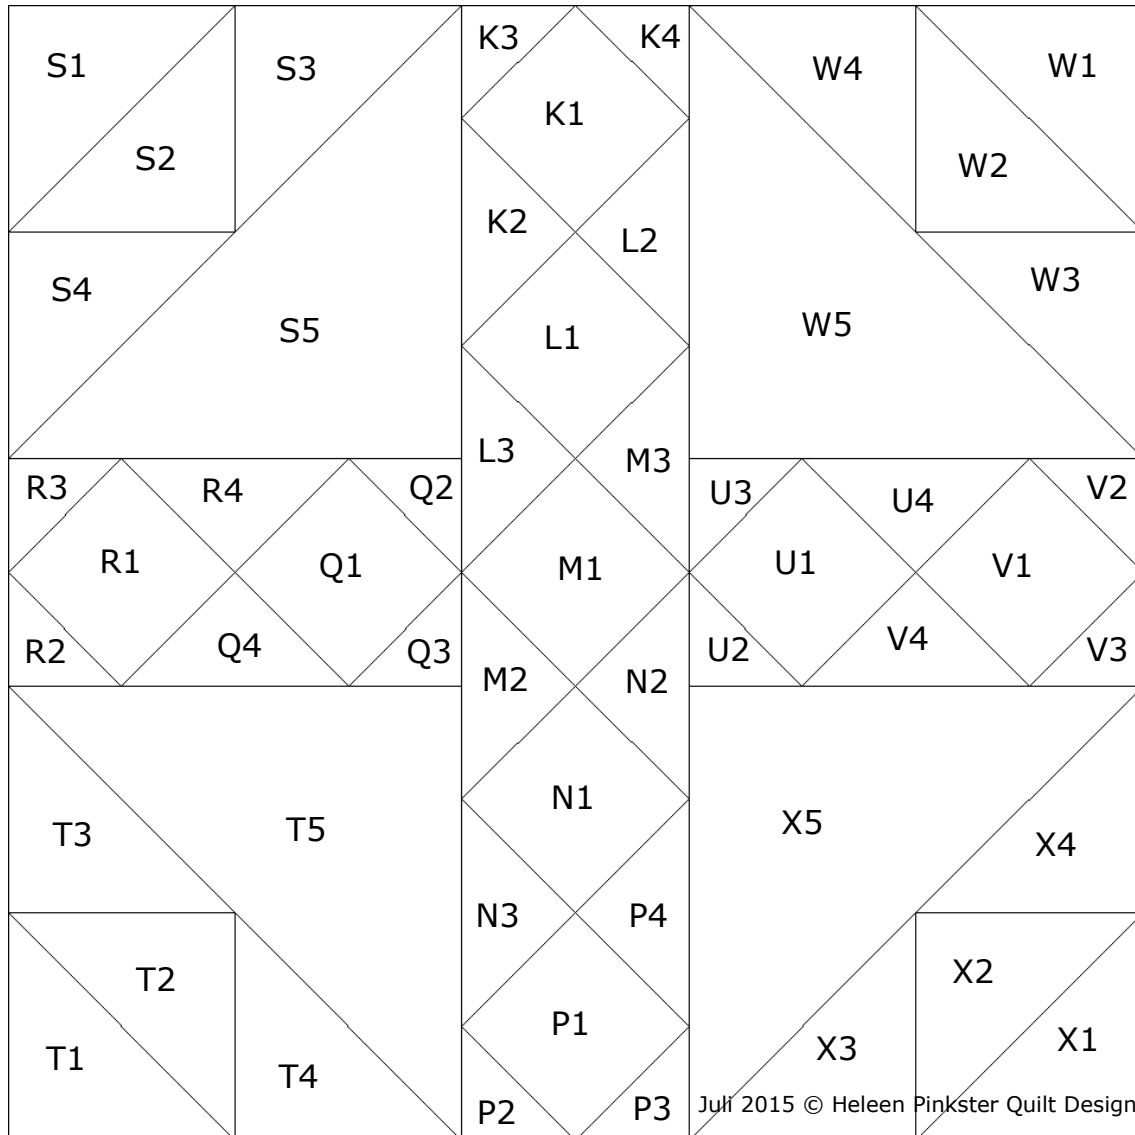 K3 K4
S1 S3 W4 W1
K1
S2 W2
K2 L2
S4 W3
S5 L1 W5
L3 M3
R3 R4 Q2 U3 U4 V2
R1 Q1 M1 U1 V1
R2 Q4 Q3 U2 V4 V3
M2 N2
N1
T3 T5 X5 X4
N3 P4
T2 X2
P1
T1 T4 X3 X1
P2 P3
Juli 2015 © Heleen Pinkster Quilt Design